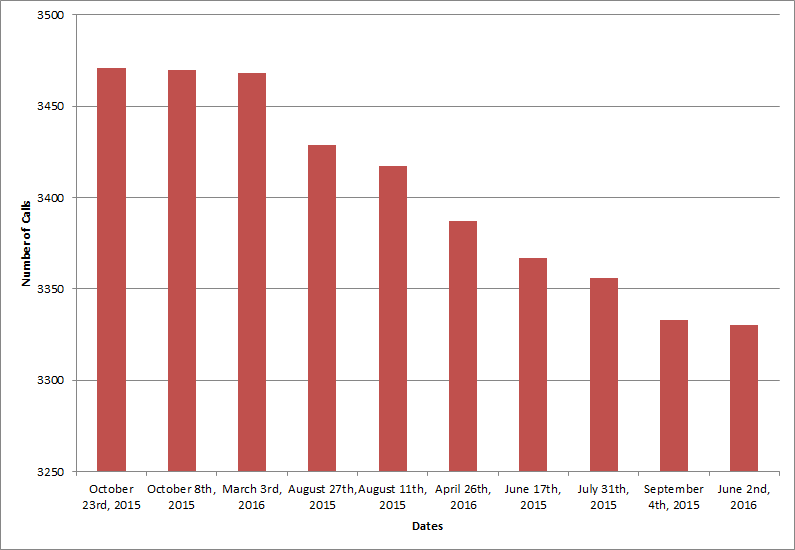 3500
3450
3400
3350
3300
3250
Number of Calls
October
23rd, 2015
October 8th,
2015
March 3rd,
2016
August 27th,
2015
August 11th,
2015
April 26th,
2016
June 17th,
2015
July 31th,
2015
September
4th, 2015
June 2nd,
2016
Dates